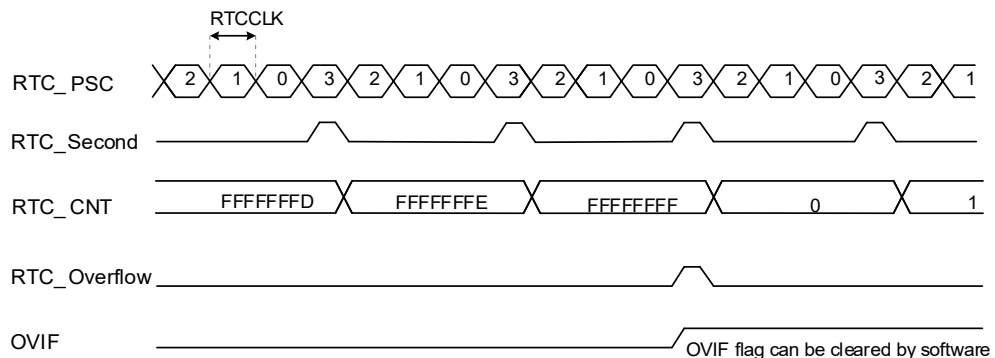 RTCCLK
RTC_PSC 2 1 0 3 2 1 0 3 2 1 0 3 2 1 0 3 2 1
RTC_Second
RTC_CNT FFFFFFFD FFFFFFFE FFFFFFFF 0 1
RTC_Overflow
OVIF
OVIF flag can be cleared by software